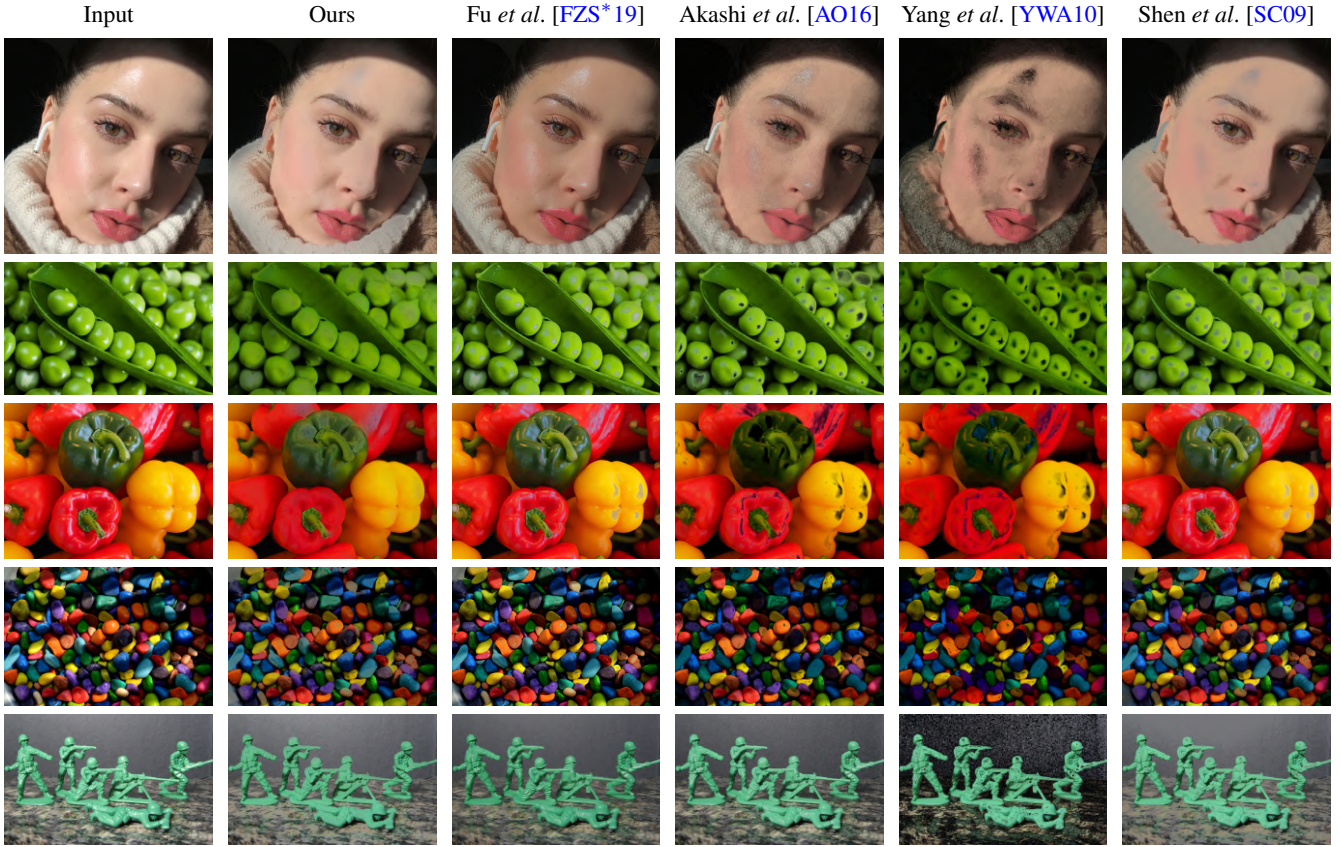 Input Ours Fu et al. [FZS*19] Akashi et al. [AO16] Yang et al. [YWA10] Shen et al. [SC09]